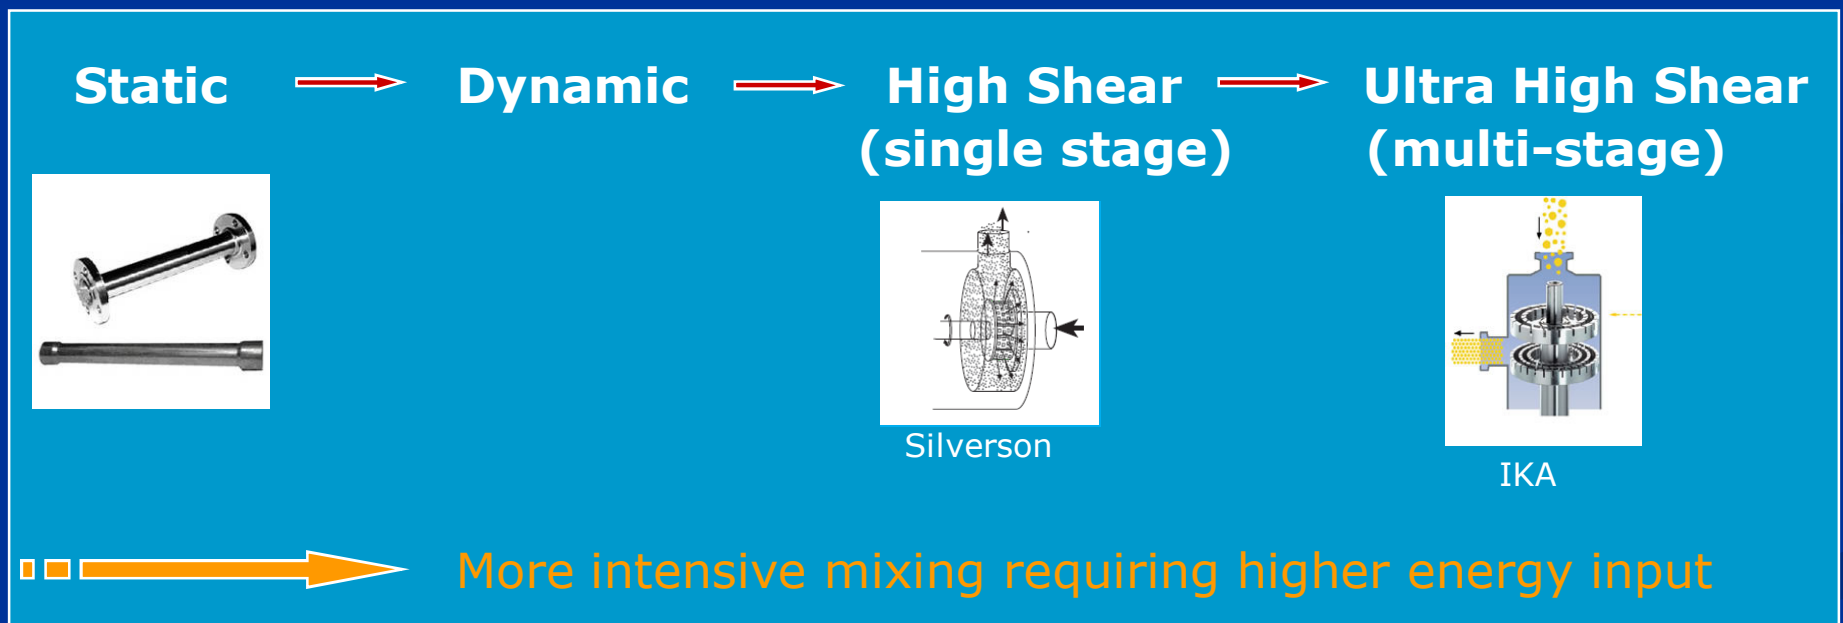 Static
Dynamic
High Shear
(single stage)
Ultra High Shear
(multi-stage)
Silverson
IKA
More intensive mixing requiring higher energy input